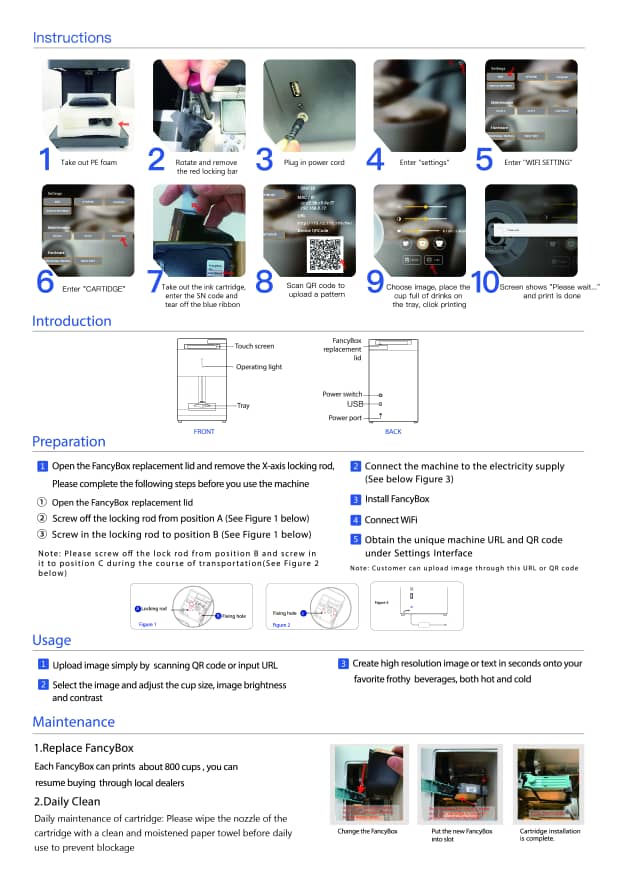 Instructions
1 Take out PE foam
2 Rotate and remove
the red locking bar
3 Plug in power cord
4 Enter "settings"
5 Enter "WIFI SETTING"
Settings
Maintenance
Hardware
6 Enter "CARTIDGE"
7 Take out the ink cartridge,
enter the SN code and
tear off the blue ribbon
8 Scan QR code to
upload a pattern
9 Choose image, place the
cup full of drinks on
the tray, click printing
10 Screen shows "Please wait..."
and print is done
Settings
Maintenance
Hardware
Device QRCode
Introduction
Touch screen
Operating light
Tray
FRONT
FancyBox
replacement
lid
Power switch
USB
Power port
BACK
Preparation
1 Open the FancyBox replacement lid and remove the X-axis locking rod,
Please complete the following steps before you use the machine
① Open the FancyBox replacement lid
② Screw off the locking rod from position A (See Figure 1 below)
③ Screw in the locking rod to position B (See Figure 1 below)
Note: Please screw off the lock rod from position B and screw in
it to position C during the course of transportation(See Figure 2
below)
2 Connect the machine to the electricity supply
(See below Figure 3)
3 Install FancyBox
4 Connect WiFi
5 Obtain the unique machine URL and QR code
under Settings Interface
Note: Customer can upload image through this URL or QR code
A Locking rod
B Fixing hole
Figure 1
Fixing hole C
Figure 2
Figure 3
Usage
1 Upload image simply by scanning QR code or input URL
2 Select the image and adjust the cup size, image brightness
and contrast
3 Create high resolution image or text in seconds onto your
favorite frothy beverages, both hot and cold
Maintenance
1.Replace FancyBox
Each FancyBox can prints about 800 cups , you can
resume buying through local dealers
2.Daily Clean
Daily maintenance of cartridge: Please wipe the nozzle of the
cartridge with a clean and moistened paper towel before daily
use to prevent blockage
Change the FancyBox
Put the new FancyBox
into slot
Cartridge installation
is complete.